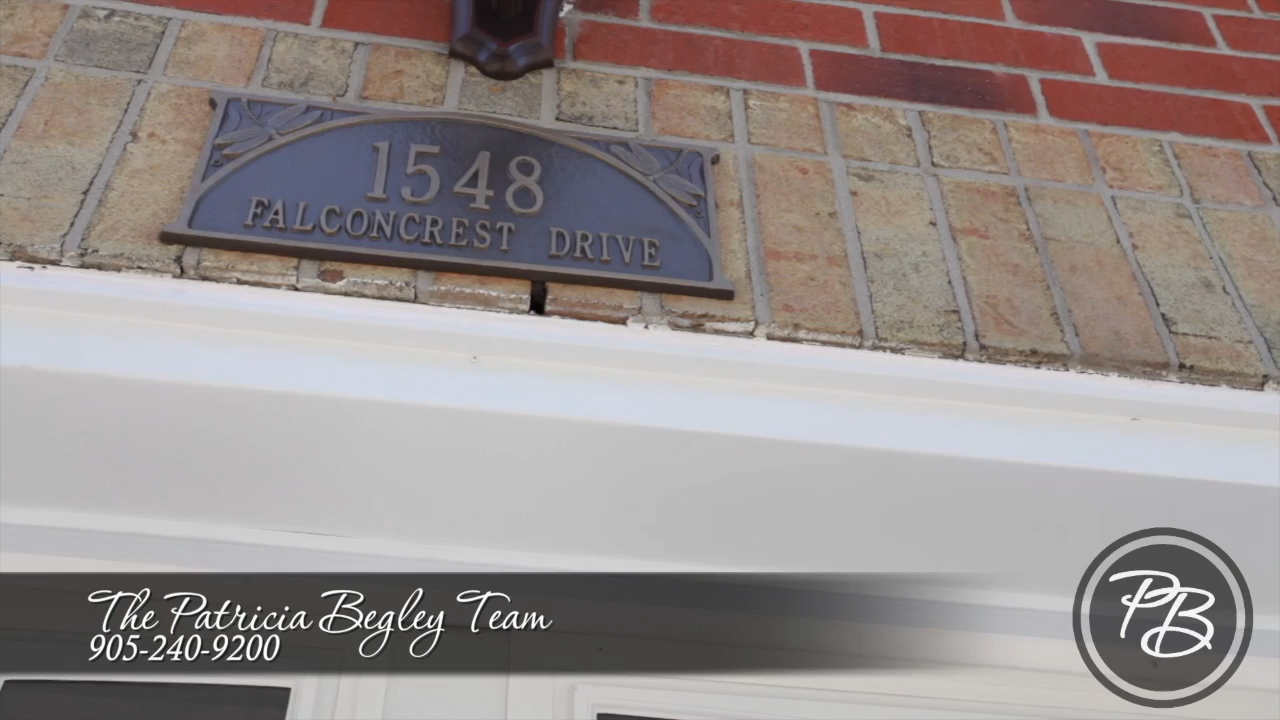 1548
FALCONCREST DRIVE
The Patricia Begley Team
905-240-9200
PB